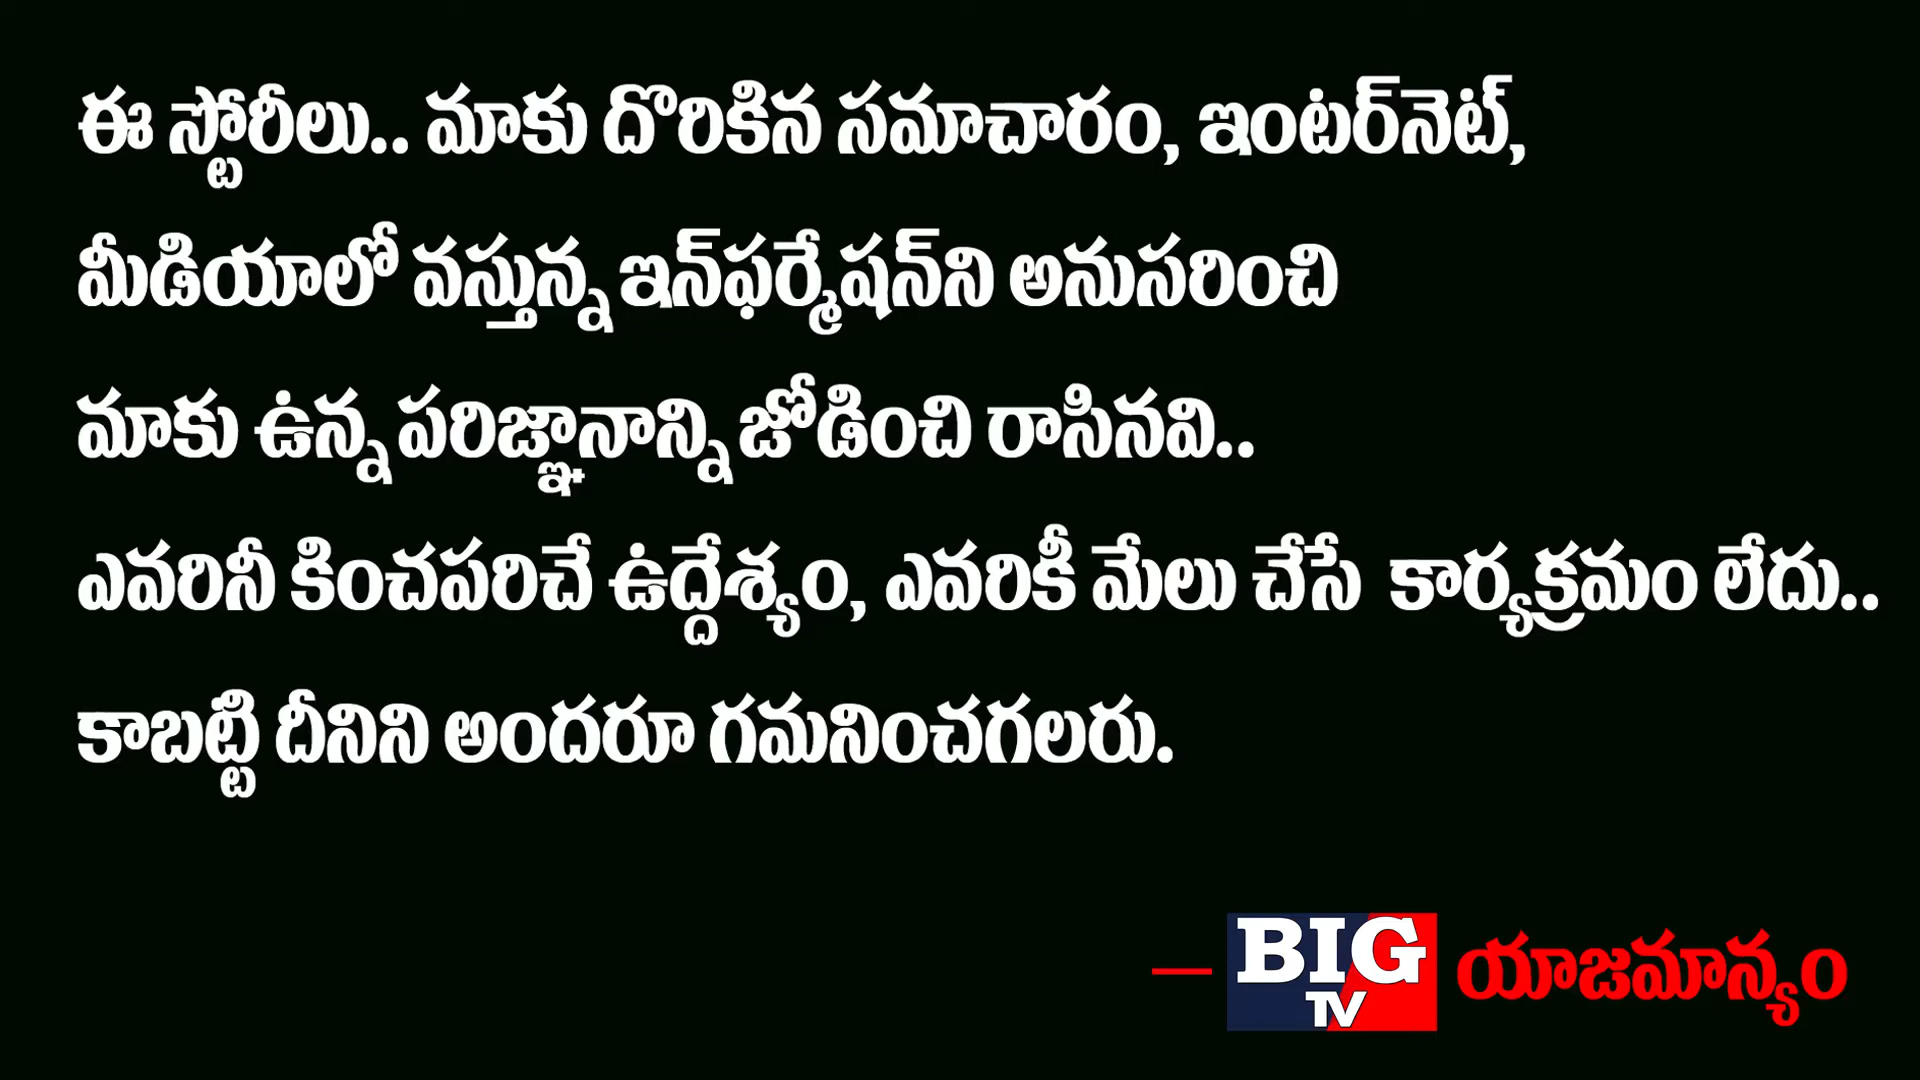 ఈ స్టోరీలు.. మాకు దొరికిన సమాచారం, ఇంటర్‌నెట్,
మీడియాలో వస్తున్న ఇన్‌ఫర్మేషన్‌ని అనుసరించి
మాకు ఉన్న పరిజ్ఞానాన్ని జోడించి రాసినవి..
ఎవరినీ కించపరిచే ఉద్దేశ్యం, ఎవరికీ మేలు చేసే కార్యక్రమం లేదు..
కాబట్టి దీనిని అందరూ గమనించగలరు.
— BIG TV యాజమాన్యం